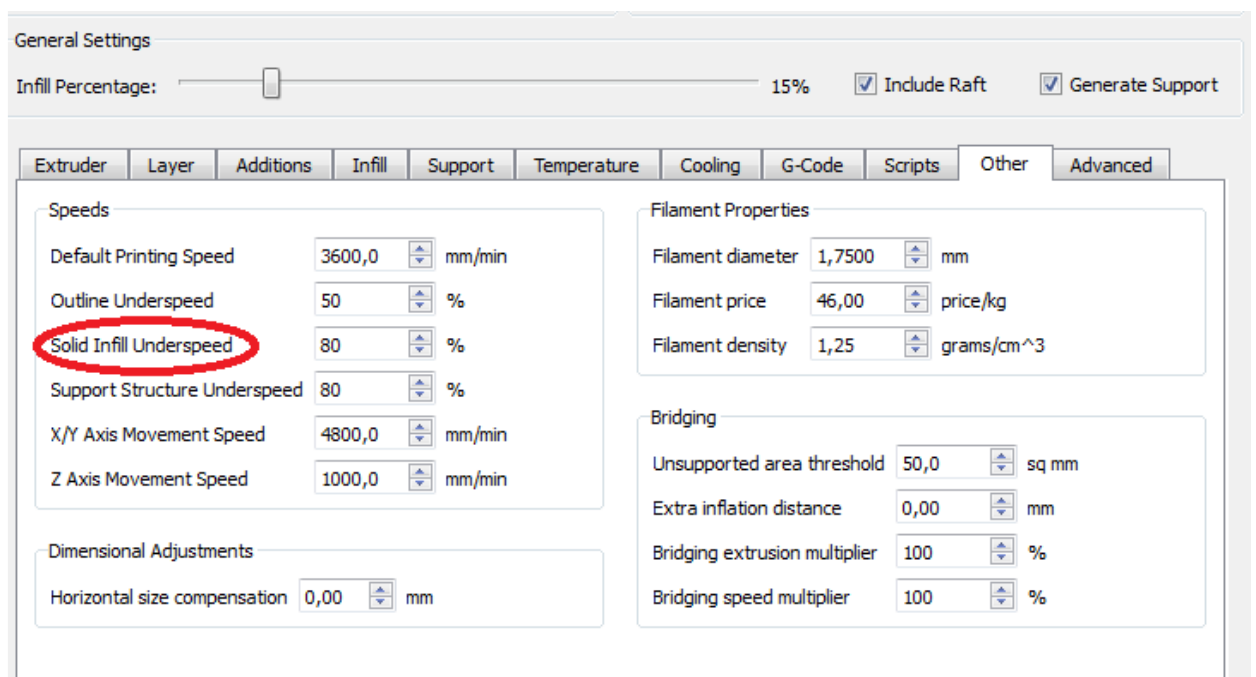 General Settings
Infill Percentage: 15% Include Raft Generate Support
Extruder Layer Additions Infill Support Temperature Cooling G-Code Scripts Other Advanced
Speeds
Default Printing Speed 3600,0 mm/min
Outline Underspeed 50 %
Solid Infill Underspeed 80 %
Support Structure Underspeed 80 %
X/Y Axis Movement Speed 4800,0 mm/min
Z Axis Movement Speed 1000,0 mm/min
Dimensional Adjustments
Horizontal size compensation 0,00 mm
Filament Properties
Filament diameter 1,7500 mm
Filament price 46,00 price/kg
Filament density 1,25 grams/cm^3
Bridging
Unsupported area threshold 50,0 sq mm
Extra inflation distance 0,00 mm
Bridging extrusion multiplier 100 %
Bridging speed multiplier 100 %